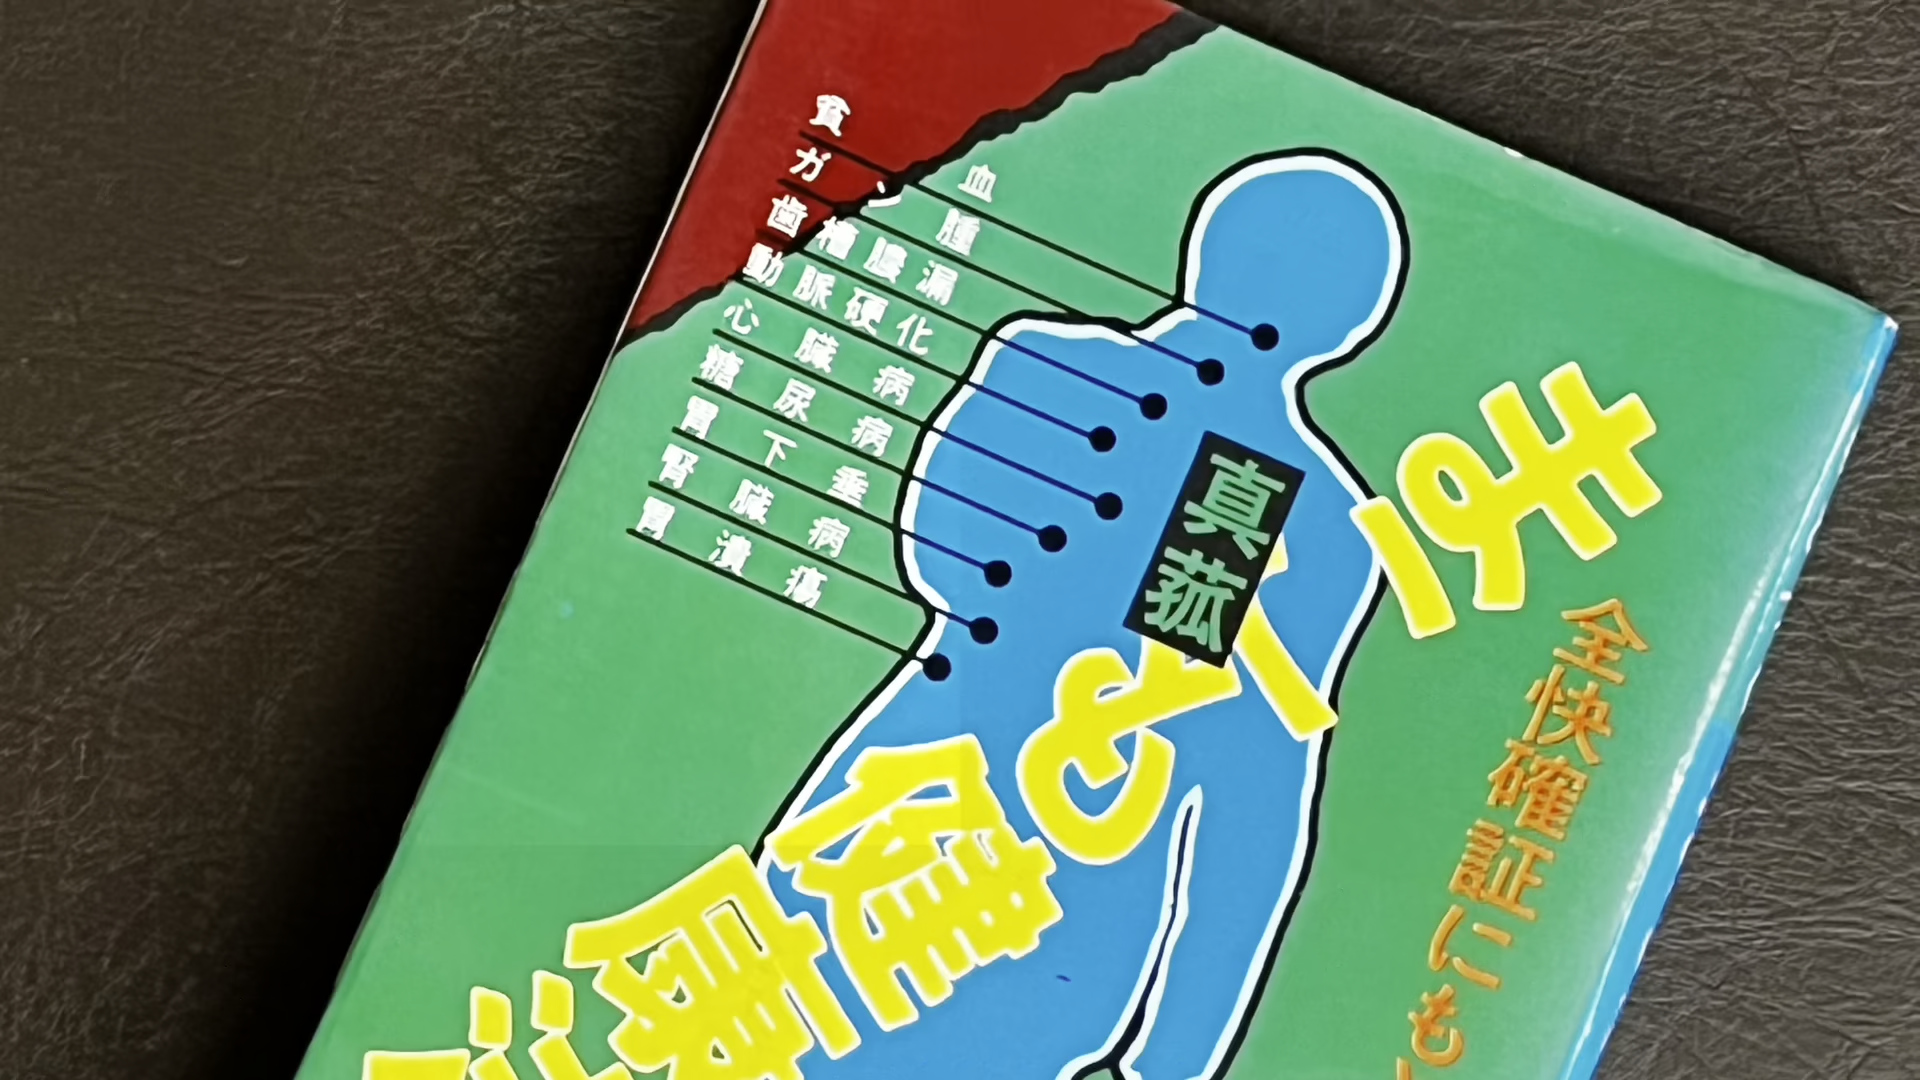 貧血
ガン腫
歯槽膿漏
動脈硬化
心臓病
糖尿病
胃下垂
腎臓病
胃潰瘍
真菰
まこも
健康
全快確証にも